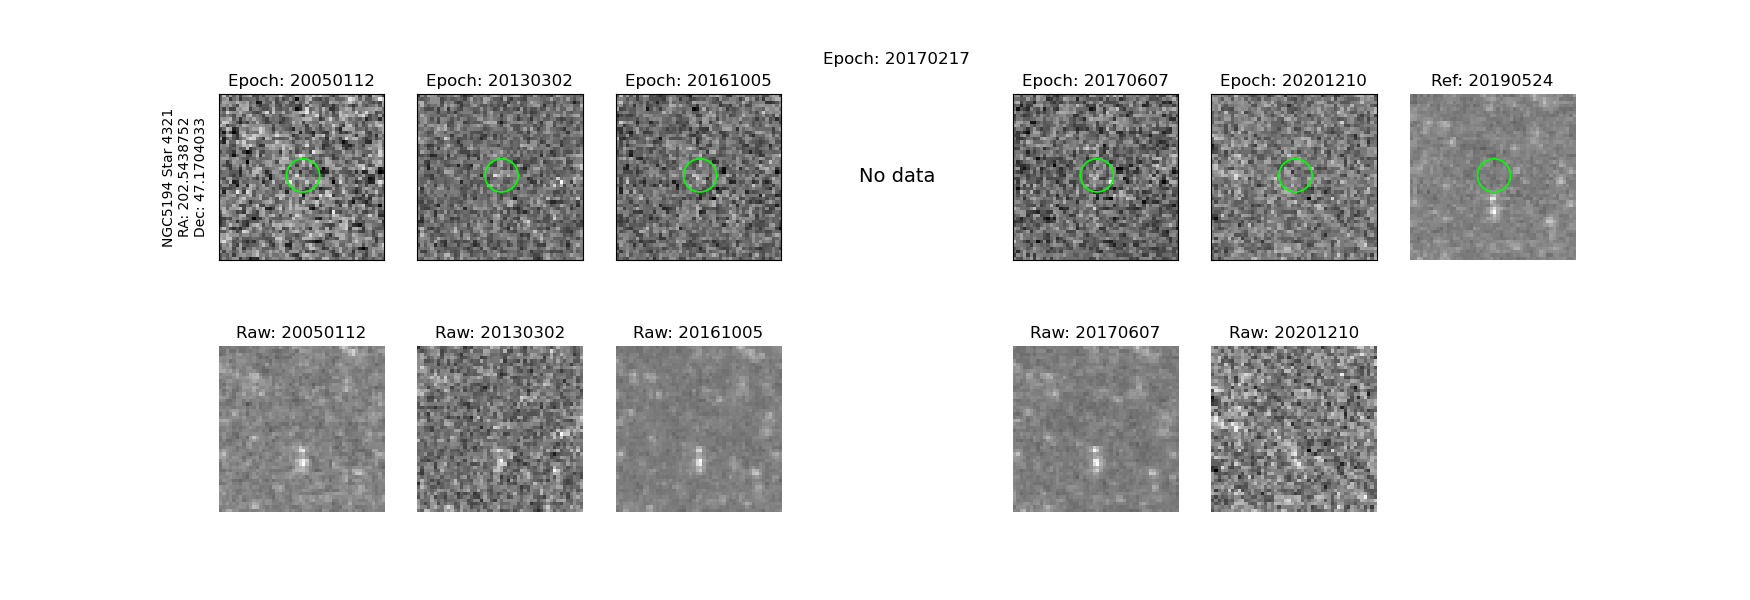 Epoch: 20170217
Epoch: 20050112
Epoch: 20130302
Epoch: 20161005
Epoch: 20170607
Epoch: 20201210
Ref: 20190524
NGC5194 Star 4321
RA: 202.5438752
Dec: 47.1704033
No data
Raw: 20050112
Raw: 20130302
Raw: 20161005
Raw: 20170607
Raw: 20201210